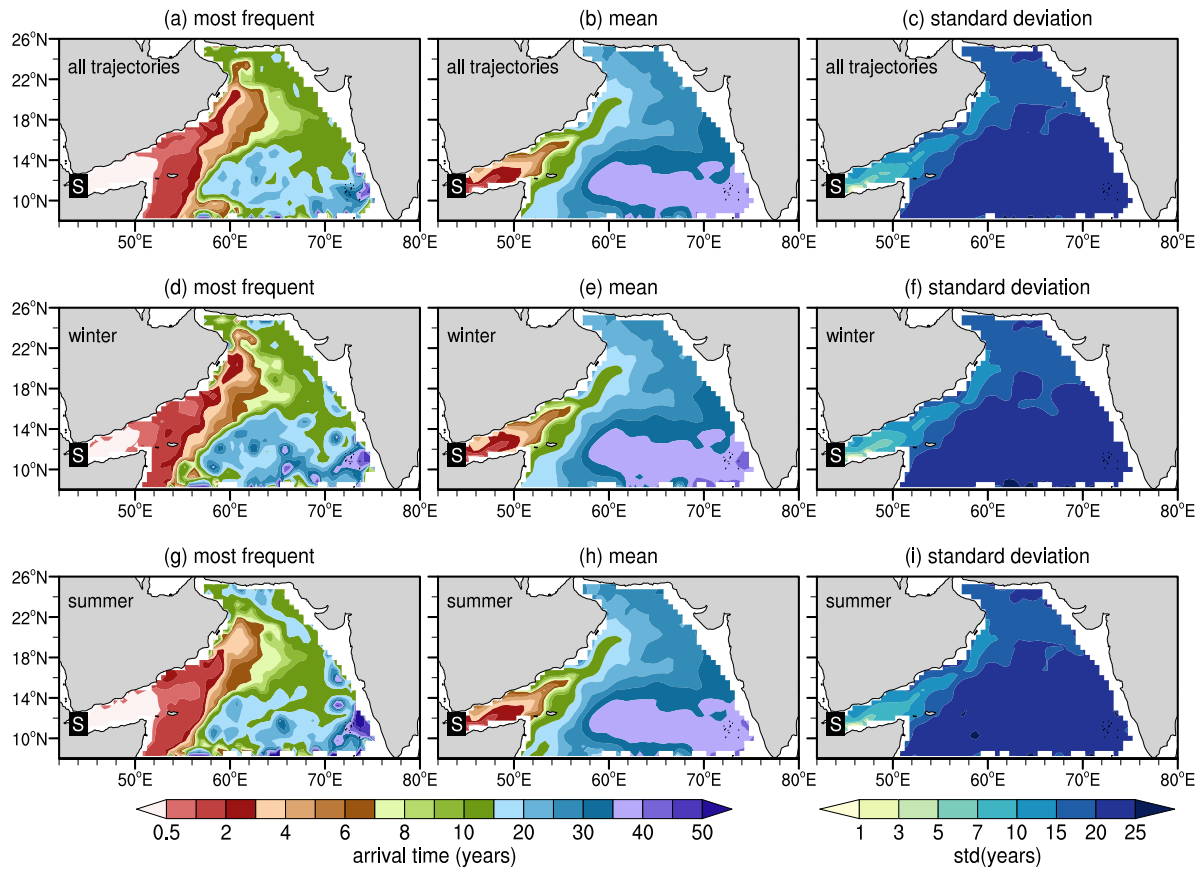 (a) most frequent
(b) mean
(c) standard deviation
26°N
22°N
18°N
14°N
10°N
all trajectories
S
all trajectories
S
all trajectories
S
50°E
60°E
70°E
80°E
50°E
60°E
70°E
80°E
50°E
60°E
70°E
80°E
(d) most frequent
(e) mean
(f) standard deviation
26°N
22°N
18°N
14°N
10°N
winter
S
winter
S
winter
S
50°E
60°E
70°E
80°E
50°E
60°E
70°E
80°E
50°E
60°E
70°E
80°E
(g) most frequent
(h) mean
(i) standard deviation
26°N
22°N
18°N
14°N
10°N
summer
S
summer
S
summer
S
50°E
60°E
70°E
80°E
50°E
60°E
70°E
80°E
50°E
60°E
70°E
80°E
0.5 2 4 6 8 10 20 30 40 50
arrival time (years)
1 3 5 7 10 15 20 25
std(years)